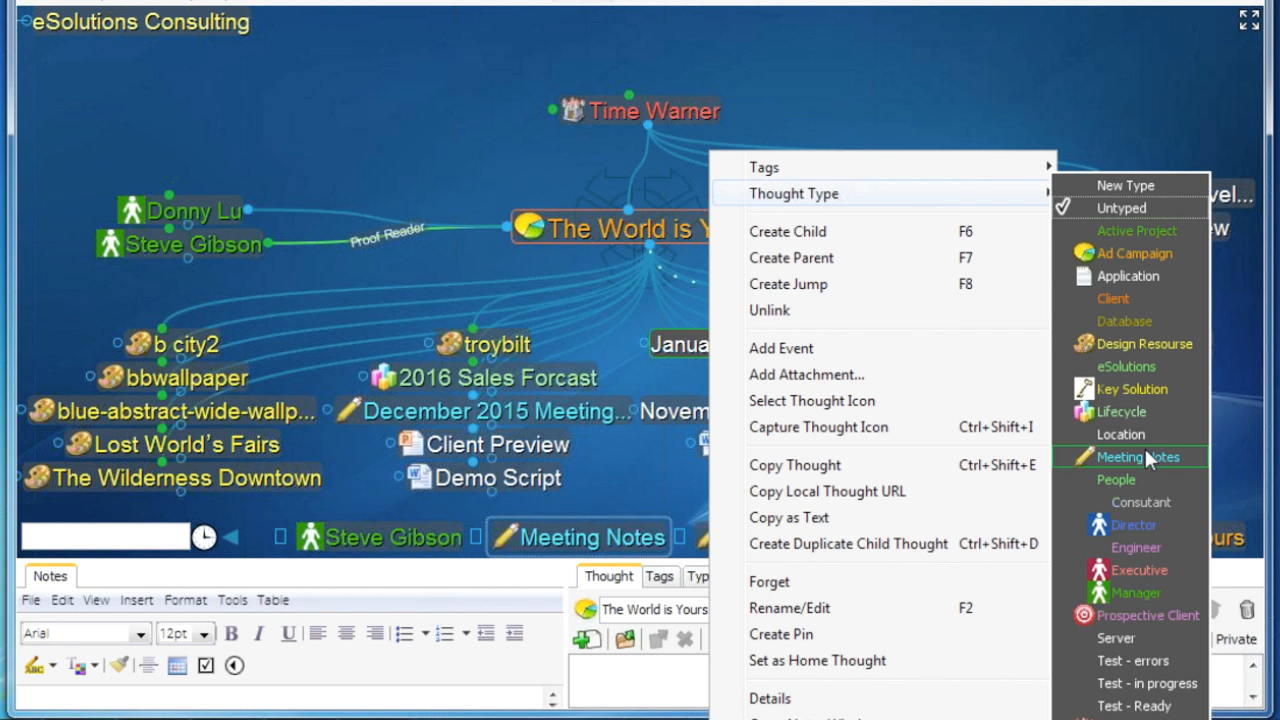 eSolutions Consulting
Time Warner
Donny Lu
Steve Gibson
Proof Reader
The World is Y
vel...
ew
b city2
troybilt
Janua
bbwallpaper
2016 Sales Forcast
blue-abstract-wide-wallp...
December 2015 Meeting...
Novem
Lost World's Fairs
Client Preview
The Wilderness Downtown
Demo Script
Steve Gibson
Meeting Notes
ours
Tags
Thought Type
Create Child F6
Create Parent F7
Create Jump F8
Unlink
Add Event
Add Attachment...
Select Thought Icon
Capture Thought Icon Ctrl+Shift+I
Copy Thought Ctrl+Shift+E
Copy Local Thought URL
Copy as Text
Create Duplicate Child Thought Ctrl+Shift+D
Forget
Rename/Edit F2
Create Pin
Set as Home Thought
Details
New Type
Untyped
Active Project
Ad Campaign
Application
Client
Database
Design Resourse
eSolutions
Key Solution
Lifecycle
Location
Meeting Notes
People
Consutant
Director
Engineer
Executive
Manager
Prospective Client
Server
Test - errors
Test - in progress
Test - Ready
Notes
File Edit View Insert Format Tools Table
Arial 12pt B I U
ABC T
Thought Tags Typ
The World is Yours
Private